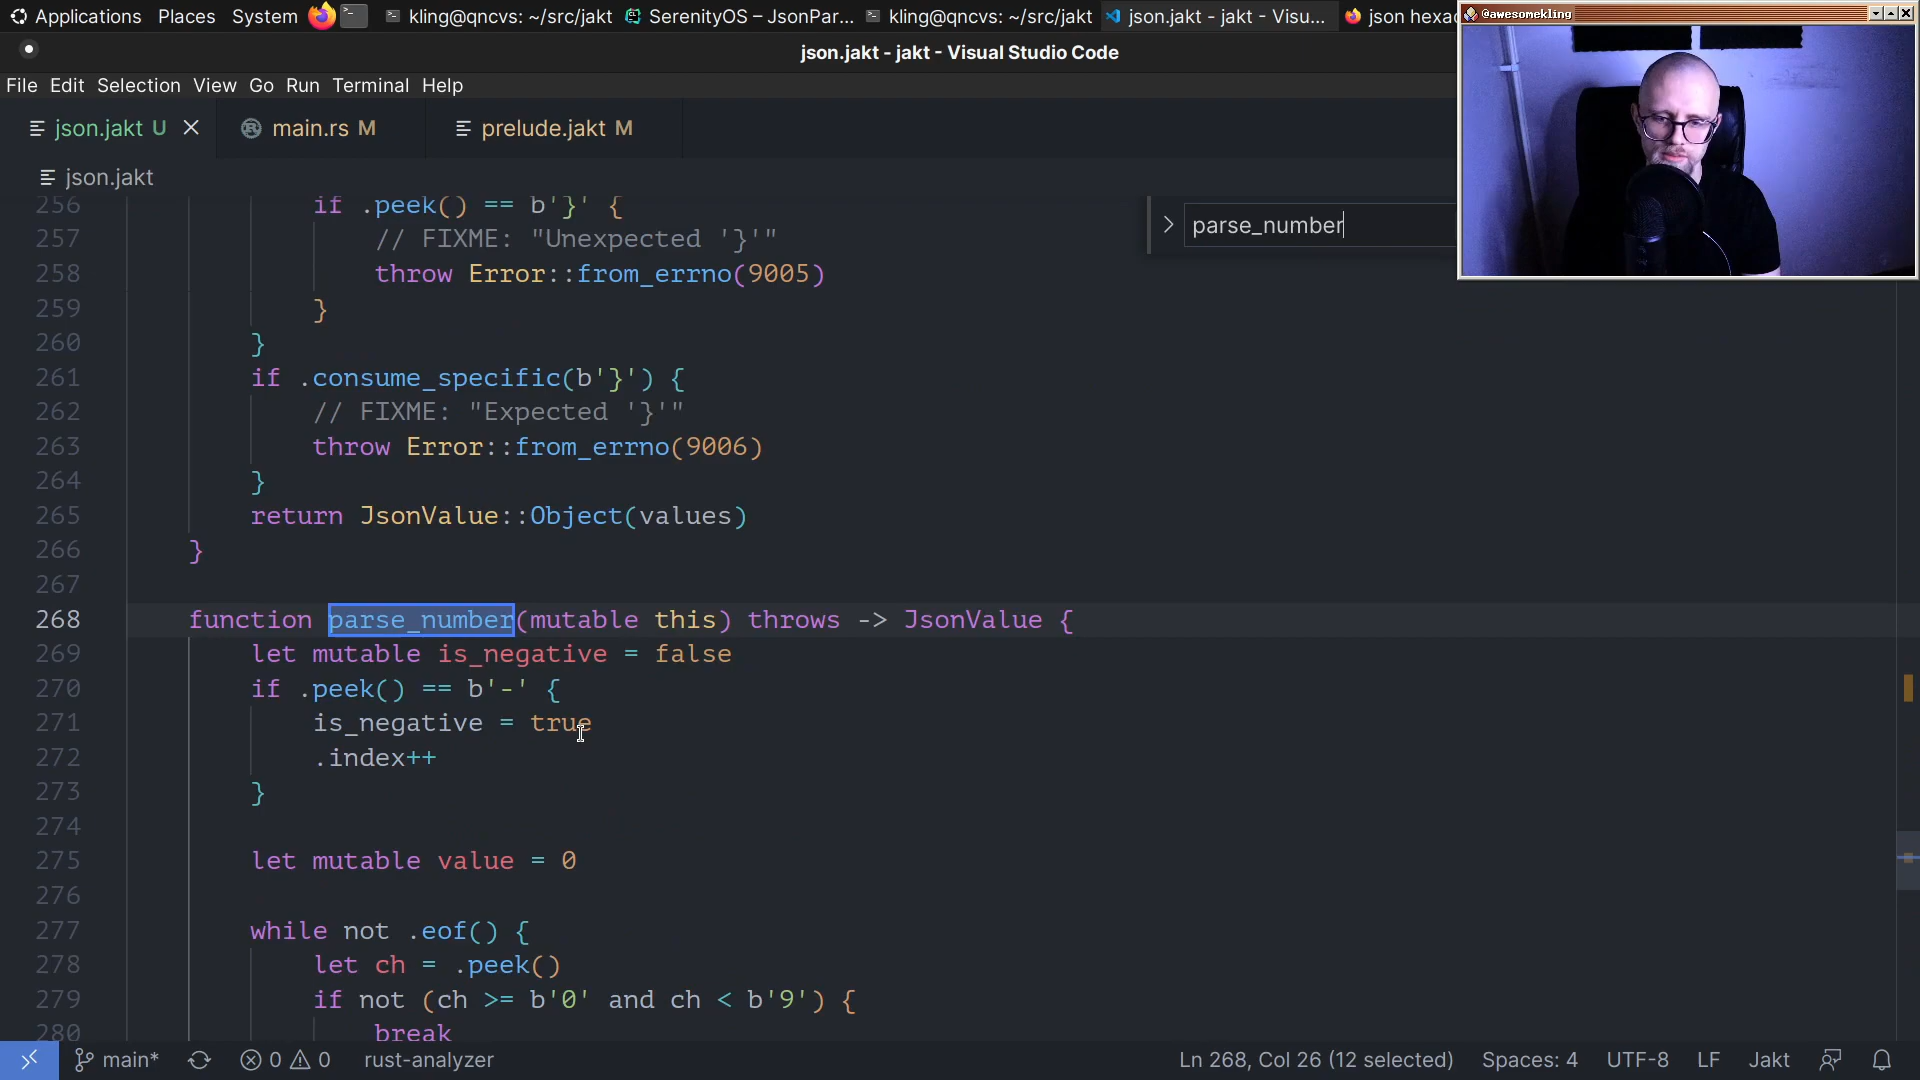 Applications Places System kling@qncvs: ~/src/jakt SerenityOS – JsonPar... kling@qncvs: ~/src/jakt json.jakt - jakt - Visu... json hexa
@awesomekling
json.jakt - jakt - Visual Studio Code
File Edit Selection View Go Run Terminal Help
json.jakt U main.rs M prelude.jakt M
json.jakt
parse_number
256 if .peek() == b'}' {
257 // FIXME: "Unexpected '}'"
258 throw Error::from_errno(9005)
259 }
260 }
261 if .consume_specific(b'}') {
262 // FIXME: "Expected '}'"
263 throw Error::from_errno(9006)
264 }
265 return JsonValue::Object(values)
266 }
267
268 function parse_number(mutable this) throws -> JsonValue {
269 let mutable is_negative = false
270 if .peek() == b'-' {
271 is_negative = true
272 .index++
273 }
274
275 let mutable value = 0
276
277 while not .eof() {
278 let ch = .peek()
279 if not (ch >= b'0' and ch < b'9') {
280 break
main* 0 0 rust-analyzer Ln 268, Col 26 (12 selected) Spaces: 4 UTF-8 LF Jakt